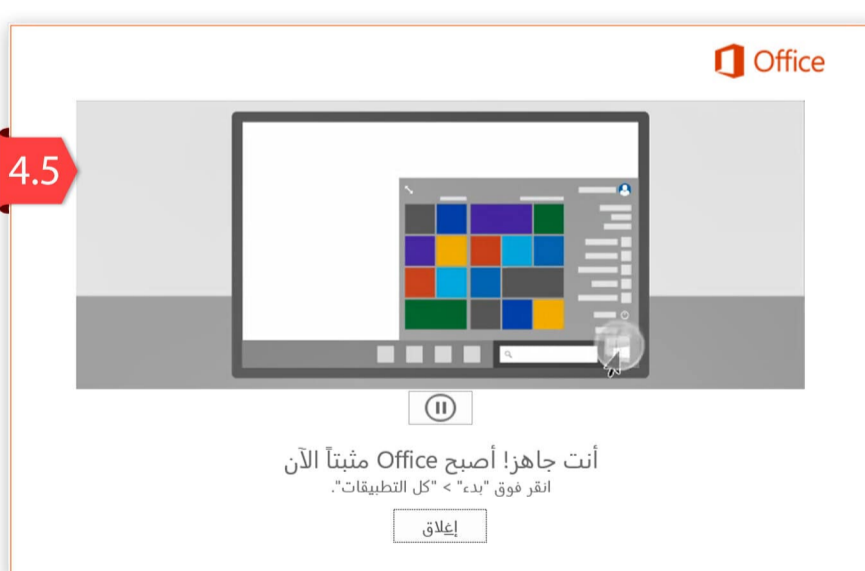 Office
4.5
أنت جاهز! أصبح Office مثبتاً الآن
انقر فوق "بدء" > "كل التطبيقات".
إغلاق